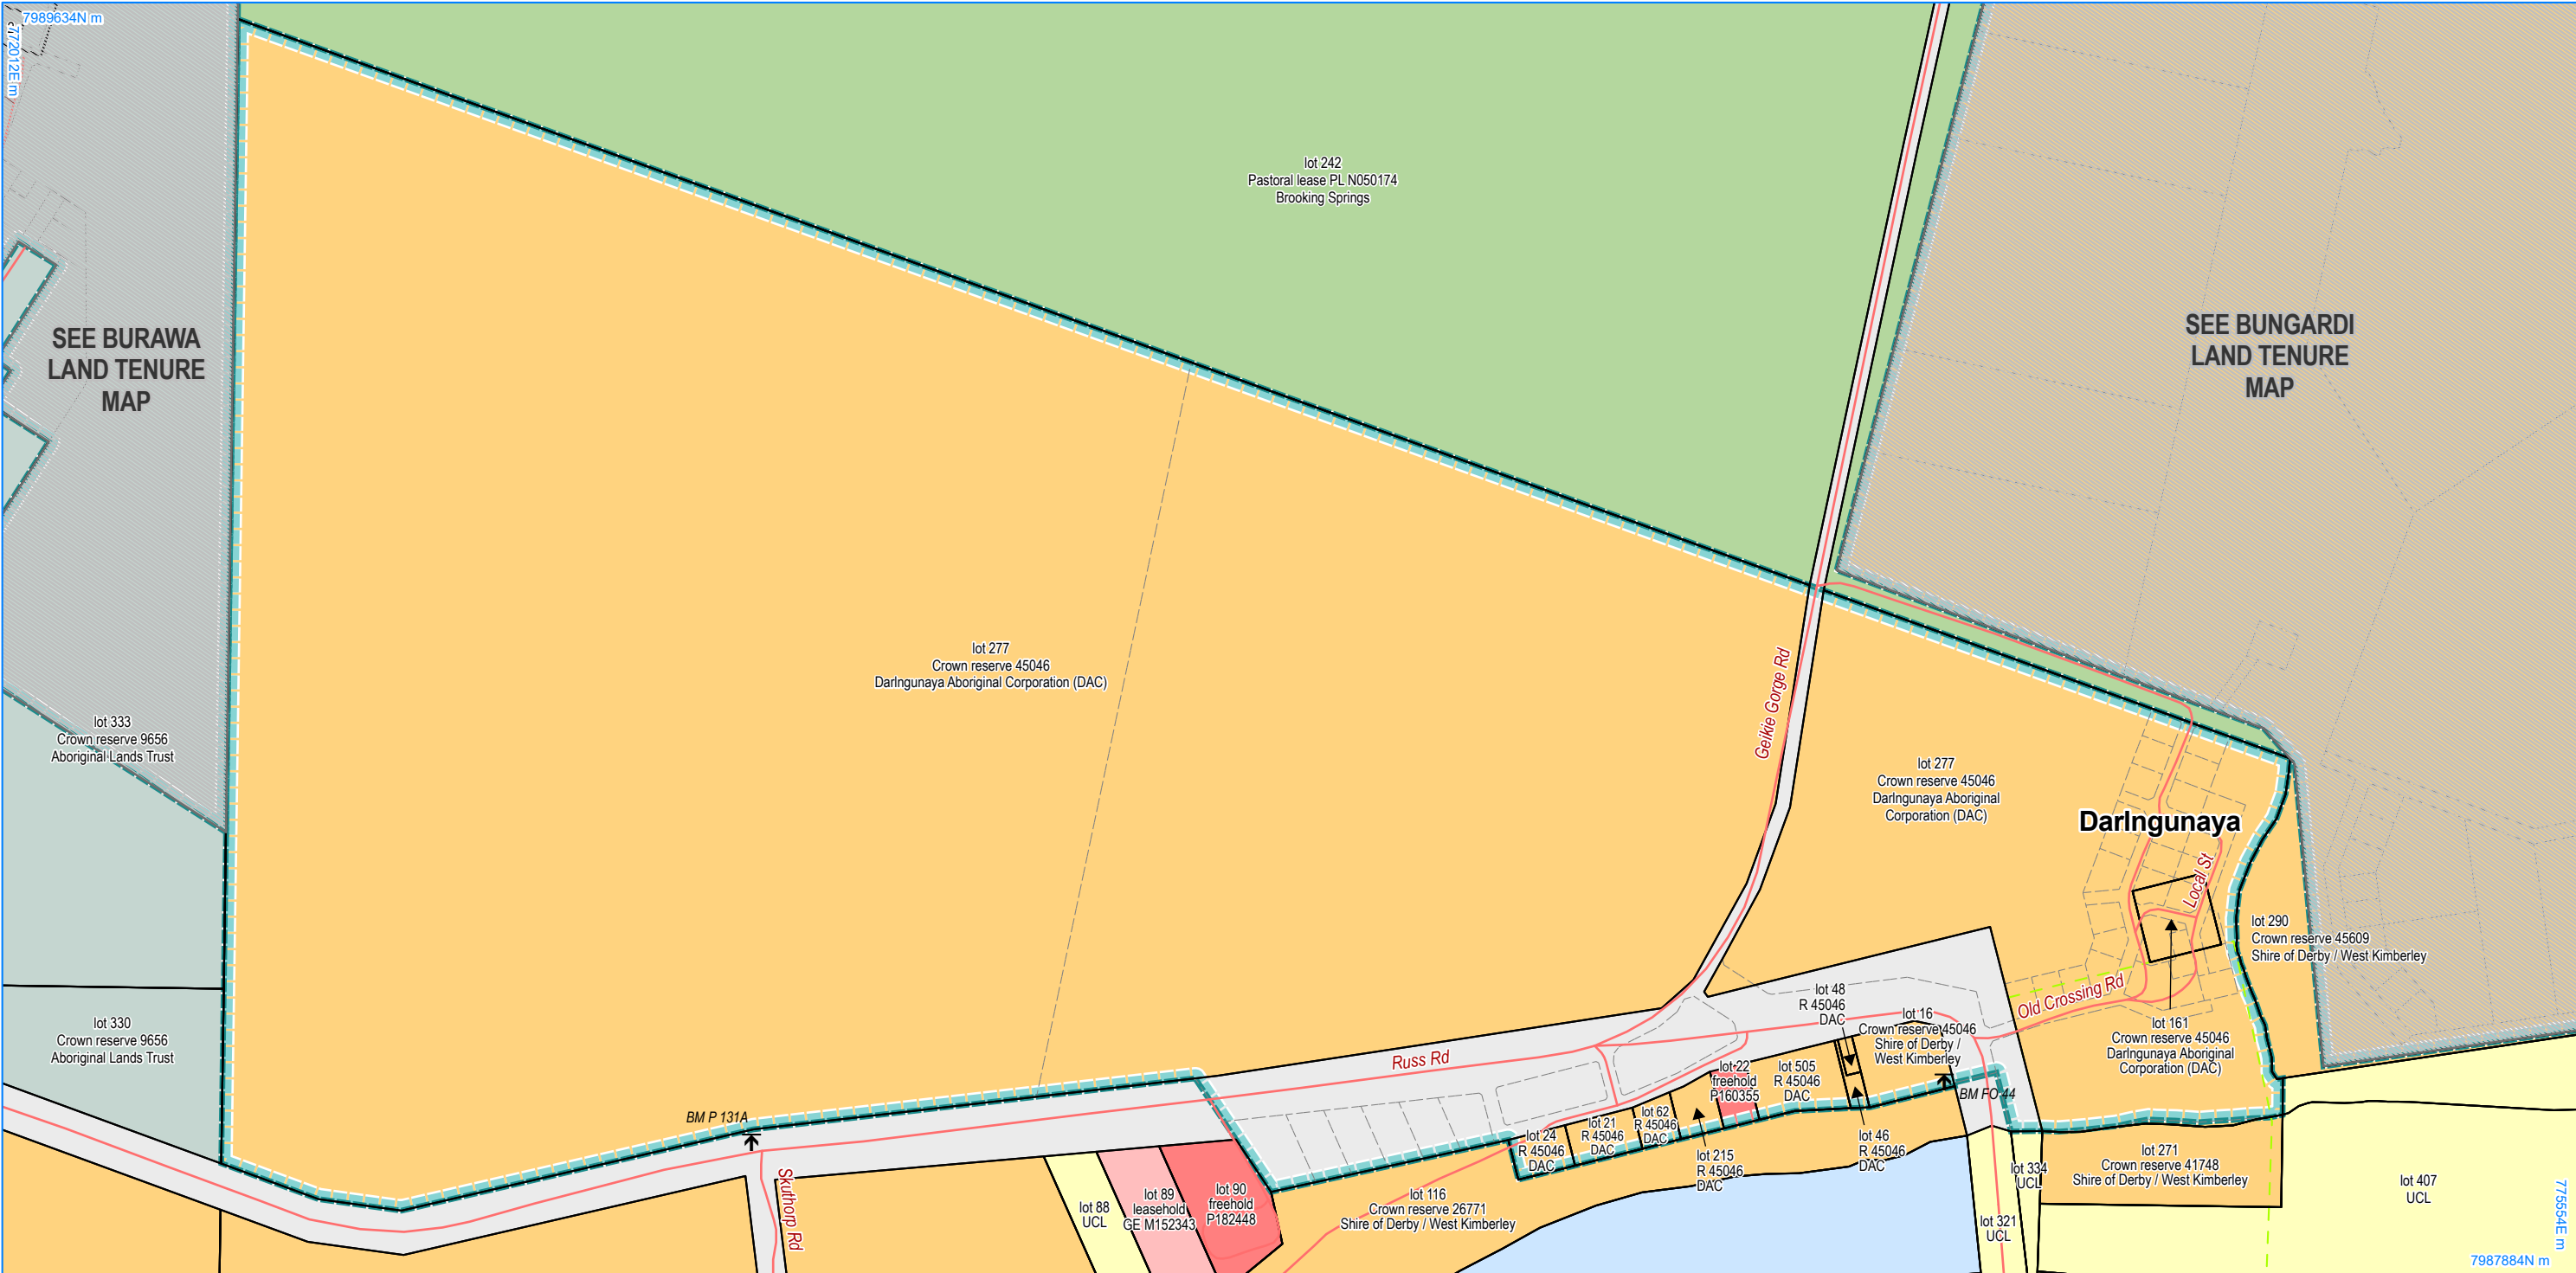 7989634N m
772012E m
lot 242
Pastoral lease PL N050174
Brooking Springs
SEE BURAWA
LAND TENURE
MAP
SEE BUNGARDI
LAND TENURE
MAP
lot 277
Crown reserve 45046
Darlngunaya Aboriginal Corporation (DAC)
Geikie Gorge Rd
lot 333
Crown reserve 9656
Aboriginal Lands Trust
lot 277
Crown reserve 45046
Darlngunaya Aboriginal
Corporation (DAC)
Darlngunaya
Local St
lot 290
Crown reserve 45609
Shire of Derby / West Kimberley
Old Crossing Rd
lot 48
R 45046
DAC
lot 16
Crown reserve 45046
Shire of Derby /
West Kimberley
lot 161
Crown reserve 45046
Darlngunaya Aboriginal
Corporation (DAC)
lot 330
Crown reserve 9656
Aboriginal Lands Trust
Russ Rd
lot 22
freehold
P160355
lot 505
R 45046
DAC
BM FO 44
BM P 131A
lot 24
R 45046
DAC
lot 21
R 45046
DAC
lot 62
R 45046
DAC
lot 215
R 45046
DAC
lot 46
R 45046
DAC
Skuthorp Rd
lot 88
UCL
lot 89
leasehold
GE M152343
lot 90
freehold
P182448
lot 116
Crown reserve 26771
Shire of Derby / West Kimberley
lot 334
UCL
lot 321
UCL
lot 271
Crown reserve 41748
Shire of Derby / West Kimberley
lot 407
UCL
775554E m
7987884N m